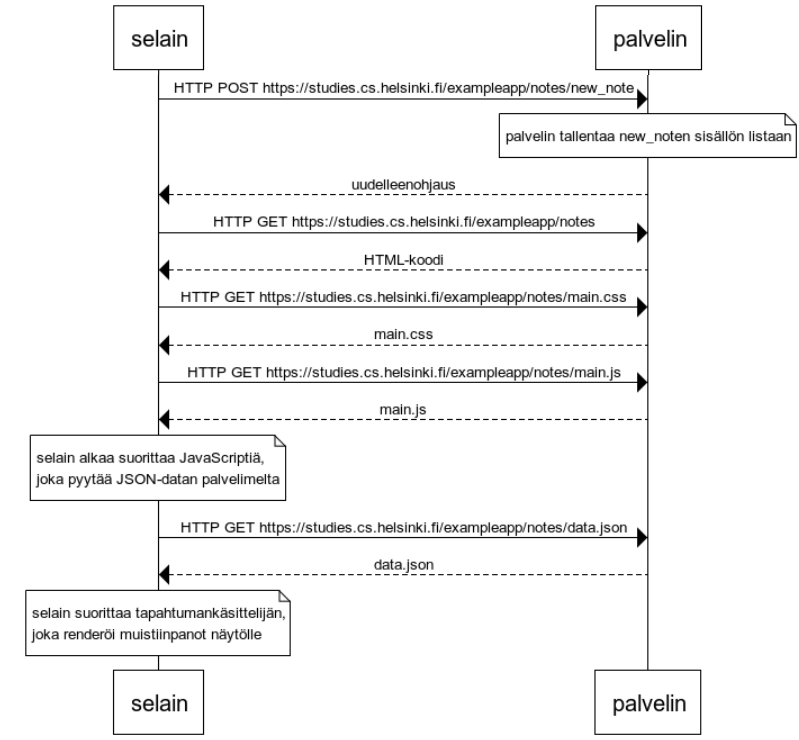 selain
palvelin
HTTP POST https://studies.cs.helsinki.fi/exampleapp/notes/new_note
palvelin tallentaa new_noten sisällön listaan
uudelleenohjaus
HTTP GET https://studies.cs.helsinki.fi/exampleapp/notes
HTML-koodi
HTTP GET https://studies.cs.helsinki.fi/exampleapp/notes/main.css
main.css
HTTP GET https://studies.cs.helsinki.fi/exampleapp/notes/main.js
main.js
selain alkaa suorittaa JavaScriptiä,
joka pyytää JSON-datan palvelimelta
HTTP GET https://studies.cs.helsinki.fi/exampleapp/notes/data.json
data.json
selain suorittaa tapahtumankäsittelijän,
joka renderöi muistiinpanot näytölle
selain
palvelin